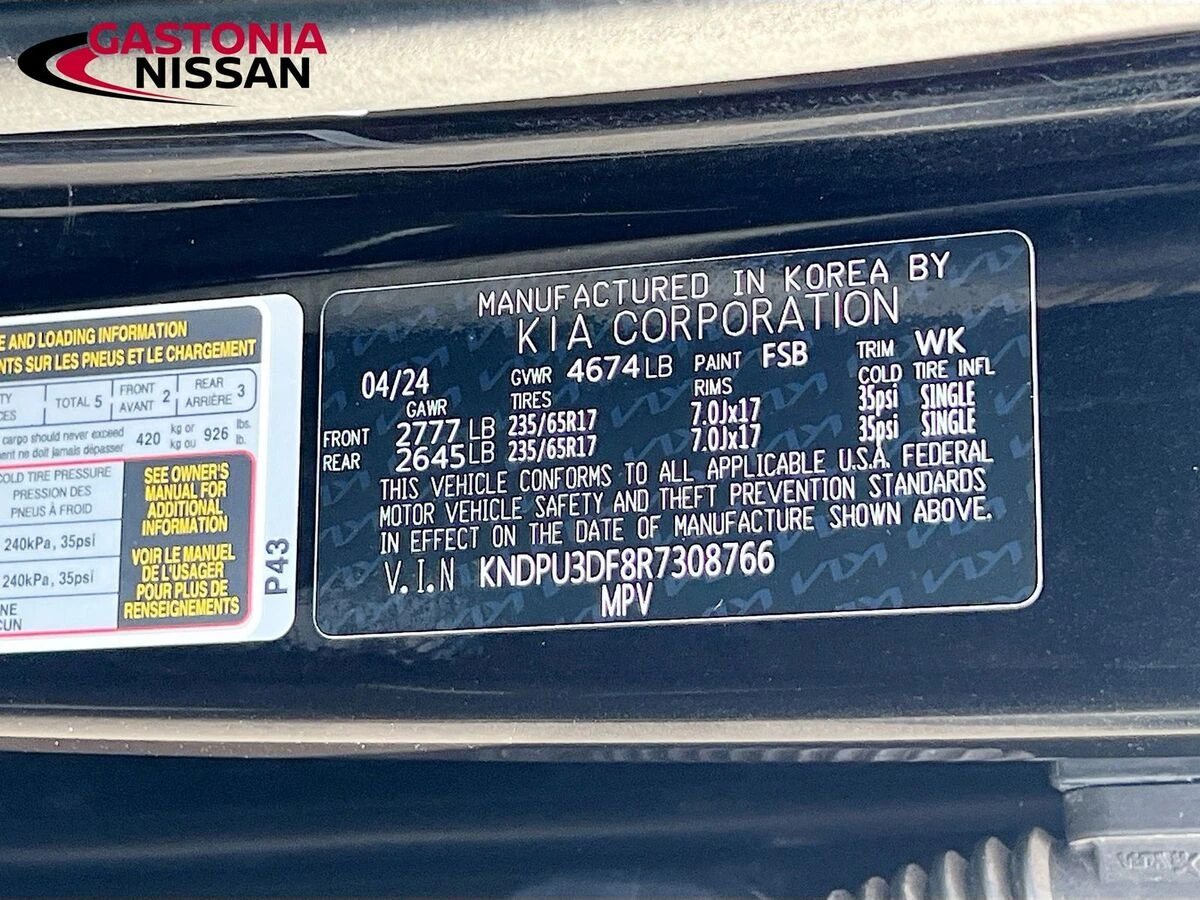 GASTONIA
NISSAN
E AND LOADING INFORMATION
NTS SUR LES PNEUS ET LE CHARGEMENT
TOTAL 5
FRONT 2
AVANT
REAR 3
ARRIÈRE
cargo should never exceed 420 kg or 926 lbs.
ne doit jamais dépasser kg ou lb.
COLD TIRE PRESSURE
PRESSION DES
PNEUS À FROID
240kPa, 35psi
240kPa, 35psi
SEE OWNER'S
MANUAL FOR
ADDITIONAL
INFORMATION
VOIR LE MANUEL
DE L'USAGER
POUR PLUS DE
RENSEIGNEMENTS
P43
MANUFACTURED IN KOREA BY
KIA CORPORATION
04/24 GVWR 4674 LB PAINT FSB TRIM WK
GAWR TIRES RIMS COLD TIRE INFL
FRONT 2777 LB 235/65R17 7.0Jx17 35psi SINGLE
REAR 2645 LB 235/65R17 7.0Jx17 35psi SINGLE
THIS VEHICLE CONFORMS TO ALL APPLICABLE U.S.A. FEDERAL
MOTOR VEHICLE SAFETY AND THEFT PREVENTION STANDARDS
IN EFFECT ON THE DATE OF MANUFACTURE SHOWN ABOVE.
V.I.N KNDPU3DF8R7308766
MPV